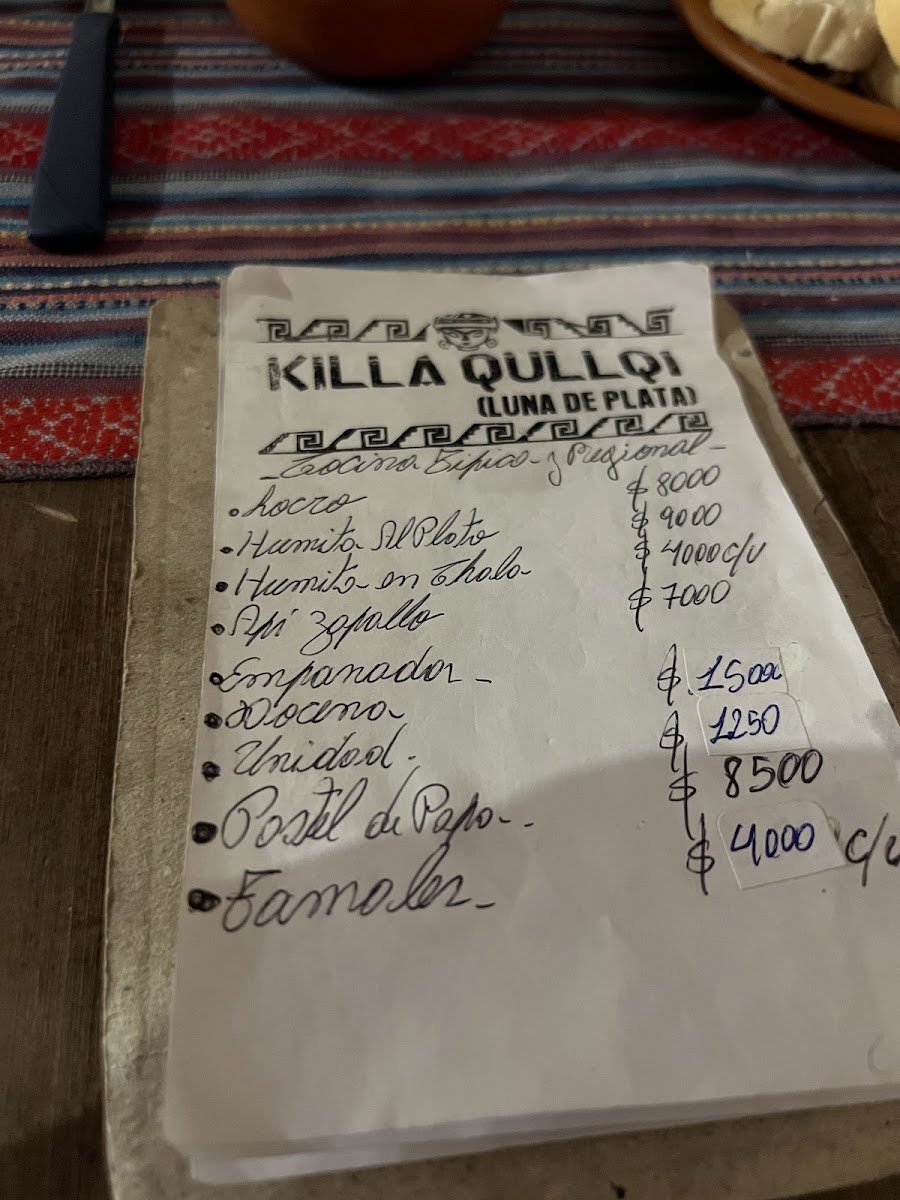 KILLA QULLQI
(LUNA DE PLATA)
- Cocina Tipica y Regional -
• Locro $ 8000
• Humita Al Plato $ 9000
• Humita en Chala $ 4000 c/u
• Api Zapallo $ 7000
• Empanadas -
• Docena $ 15000
• Unidad. $ 1250
• Pastel de Papa - $ 8500
• Tamales - $ 4000 c/u